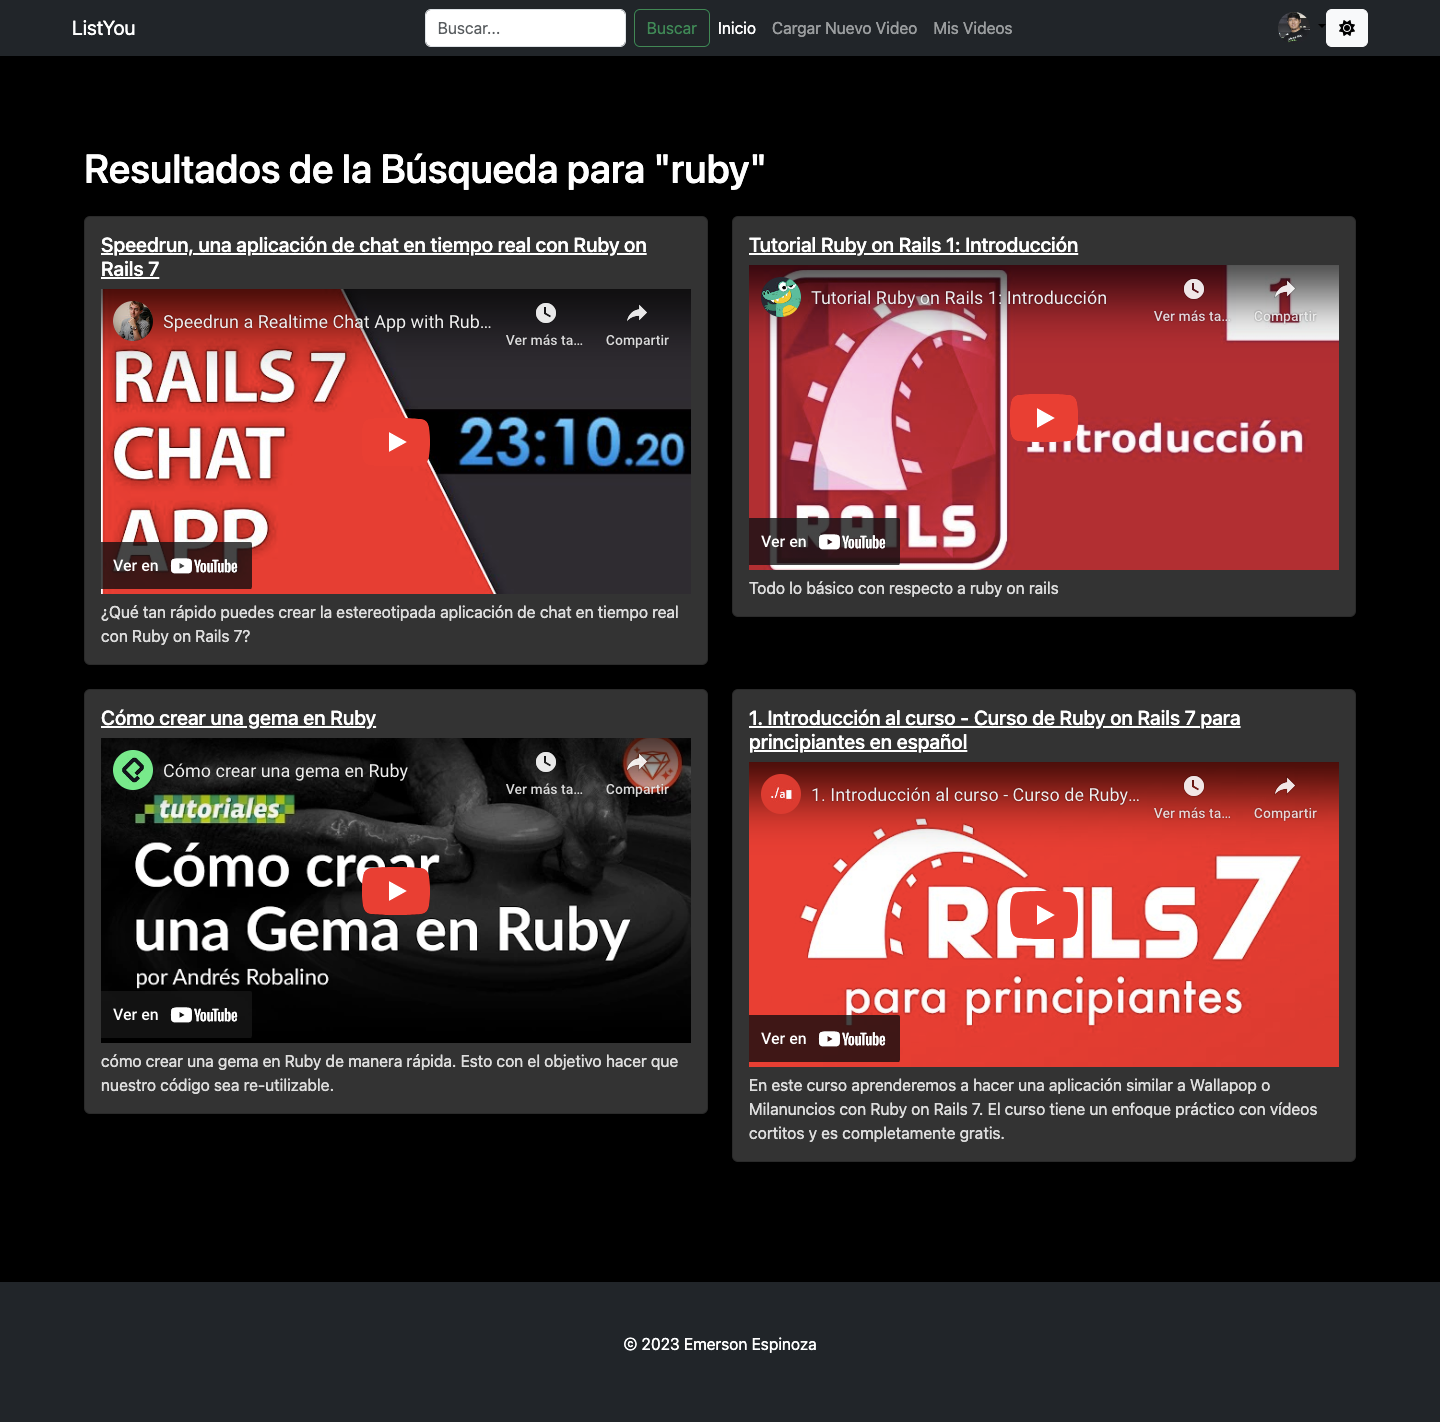 ListYou
Buscar...
Buscar
Inicio
Cargar Nuevo Video
Mis Videos
Resultados de la Búsqueda para "ruby"
Speedrun, una aplicación de chat en tiempo real con Ruby on
Rails 7
Speedrun a Realtime Chat App with Rub...
Ver más ta...
Compartir
RAILS 7
CHAT
APP
23:10.20
Ver en YouTube
¿Qué tan rápido puedes crear la estereotipada aplicación de chat en tiempo real
con Ruby on Rails 7?
Tutorial Ruby on Rails 1: Introducción
Tutorial Ruby on Rails 1: Introducción
Ver más ta...
Compartir
1
Introducción
RAILS
Ver en YouTube
Todo lo básico con respecto a ruby on rails
Cómo crear una gema en Ruby
Cómo crear una gema en Ruby
Ver más ta...
Compartir
tutoriales
Cómo crear
una Gema en Ruby
por Andrés Robalino
Ver en YouTube
cómo crear una gema en Ruby de manera rápida. Esto con el objetivo hacer que
nuestro código sea re-utilizable.
1. Introducción al curso - Curso de Ruby on Rails 7 para
principiantes en español
./a
1. Introducción al curso - Curso de Ruby...
Ver más ta...
Compartir
RAILS 7
para principiantes
Ver en YouTube
En este curso aprenderemos a hacer una aplicación similar a Wallapop o
Milanuncios con Ruby on Rails 7. El curso tiene un enfoque práctico con vídeos
cortitos y es completamente gratis.
© 2023 Emerson Espinoza